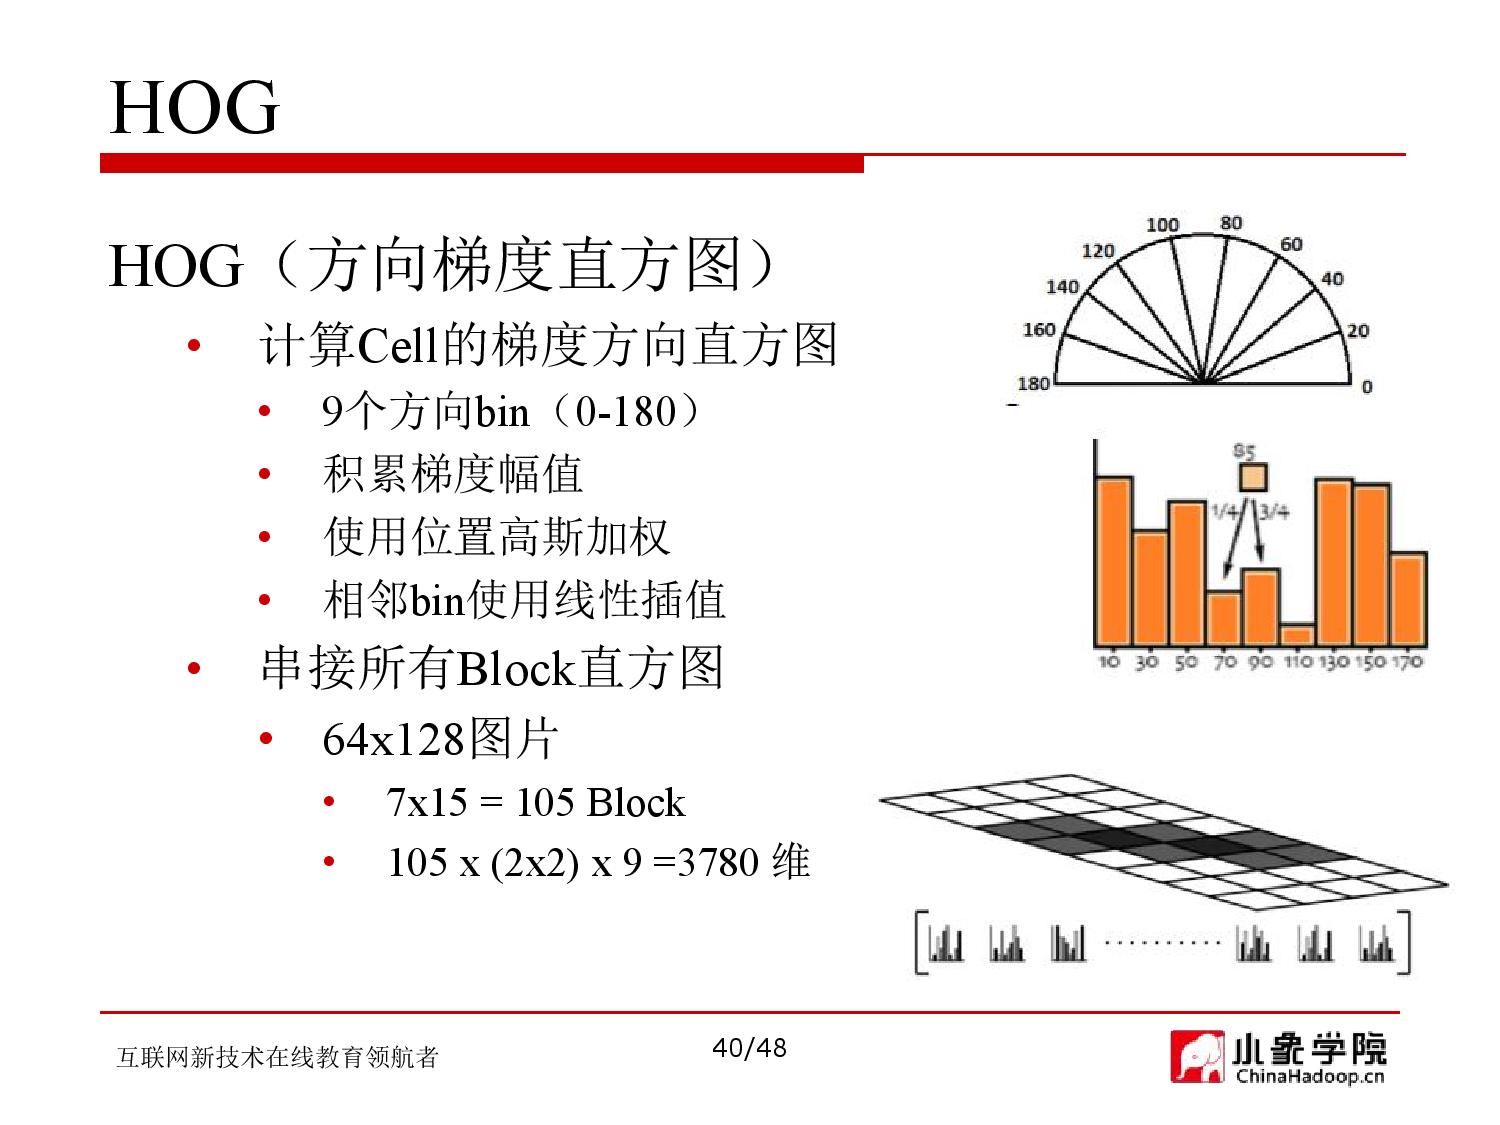 HOG
HOG（方向梯度直方图）
• 计算Cell的梯度方向直方图
• 9个方向bin（0-180）
• 积累梯度幅值
• 使用位置高斯加权
• 相邻bin使用线性插值
• 串接所有Block直方图
• 64x128图片
• 7x15 = 105 Block
• 105 x (2x2) x 9 =3780 维
100 80
120 60
140 40
160 20
180 0
85
1/4 3/4
10 30 50 70 90 110 130 150 170
互联网新技术在线教育领航者
40/48
小象学院
ChinaHadoop.cn